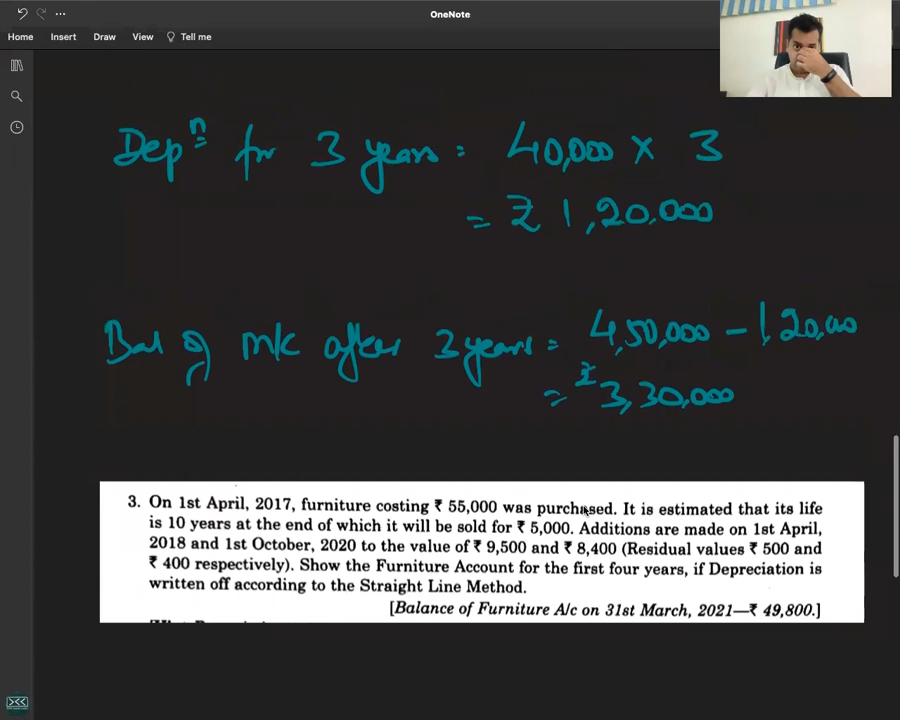 OneNote
Home Insert Draw View Tell me
Depⁿ for 3 years = 40,000 x 3
= ₹ 1,20,000
Bal of m/c after 3 years = 4,50,000 - 1,20,000
= ₹ 3,30,000
3. On 1st April, 2017, furniture costing ₹ 55,000 was purchased. It is estimated that its life
is 10 years at the end of which it will be sold for ₹ 5,000. Additions are made on 1st April,
2018 and 1st October, 2020 to the value of ₹ 9,500 and ₹ 8,400 (Residual values ₹ 500 and
₹ 400 respectively). Show the Furniture Account for the first four years, if Depreciation is
written off according to the Straight Line Method.
[Balance of Furniture A/c on 31st March, 2021—₹ 49,800.]